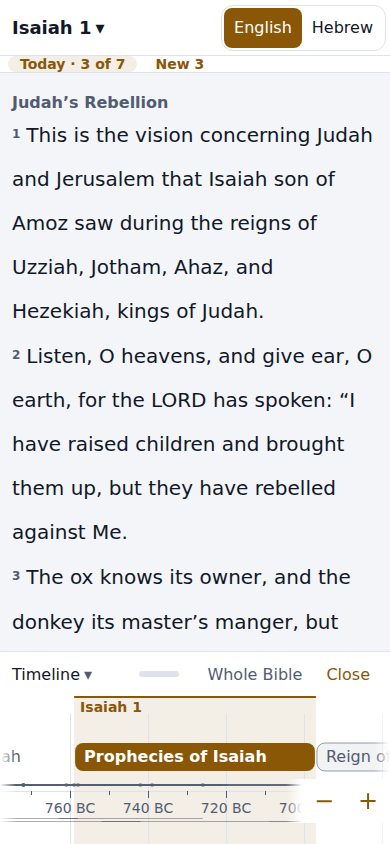 Isaiah 1 ▾ English Hebrew
Today · 3 of 7 New 3
Judah’s Rebellion
1 This is the vision concerning Judah
and Jerusalem that Isaiah son of
Amoz saw during the reigns of
Uzziah, Jotham, Ahaz, and
Hezekiah, kings of Judah.
2 Listen, O heavens, and give ear, O
earth, for the LORD has spoken: “I
have raised children and brought
them up, but they have rebelled
against Me.
3 The ox knows its owner, and the
donkey its master’s manger, but
Timeline ▾ Whole Bible Close
Isaiah 1
ah Prophecies of Isaiah Reign
760 BC 740 BC 720 BC − +